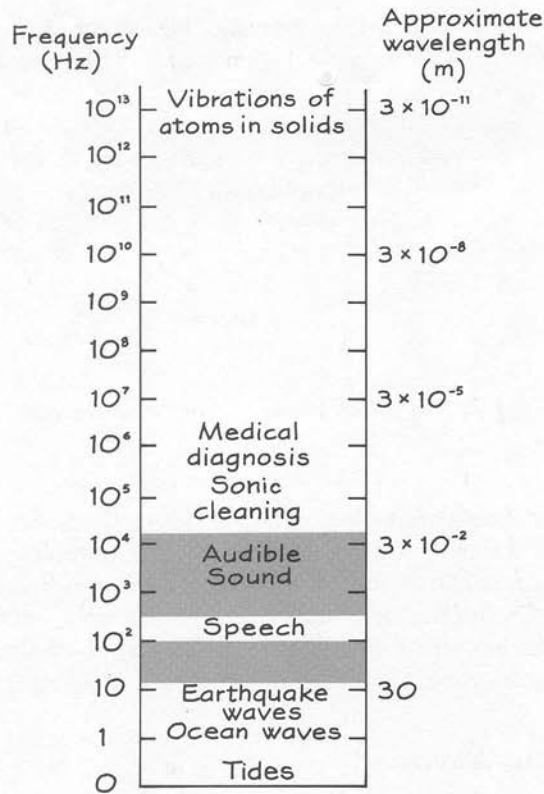 Frequency
(Hz)
Approximate
wavelength
(m)
10¹³
Vibrations of
atoms in solids
3 × 10⁻¹¹
10¹²
10¹¹
10¹⁰
3 × 10⁻⁸
10⁹
10⁸
10⁷
3 × 10⁻⁵
10⁶
Medical
diagnosis
10⁵
Sonic
cleaning
10⁴
3 × 10⁻²
Audible
Sound
10³
Speech
10²
10
30
Earthquake
waves
Ocean waves
1
Tides
0